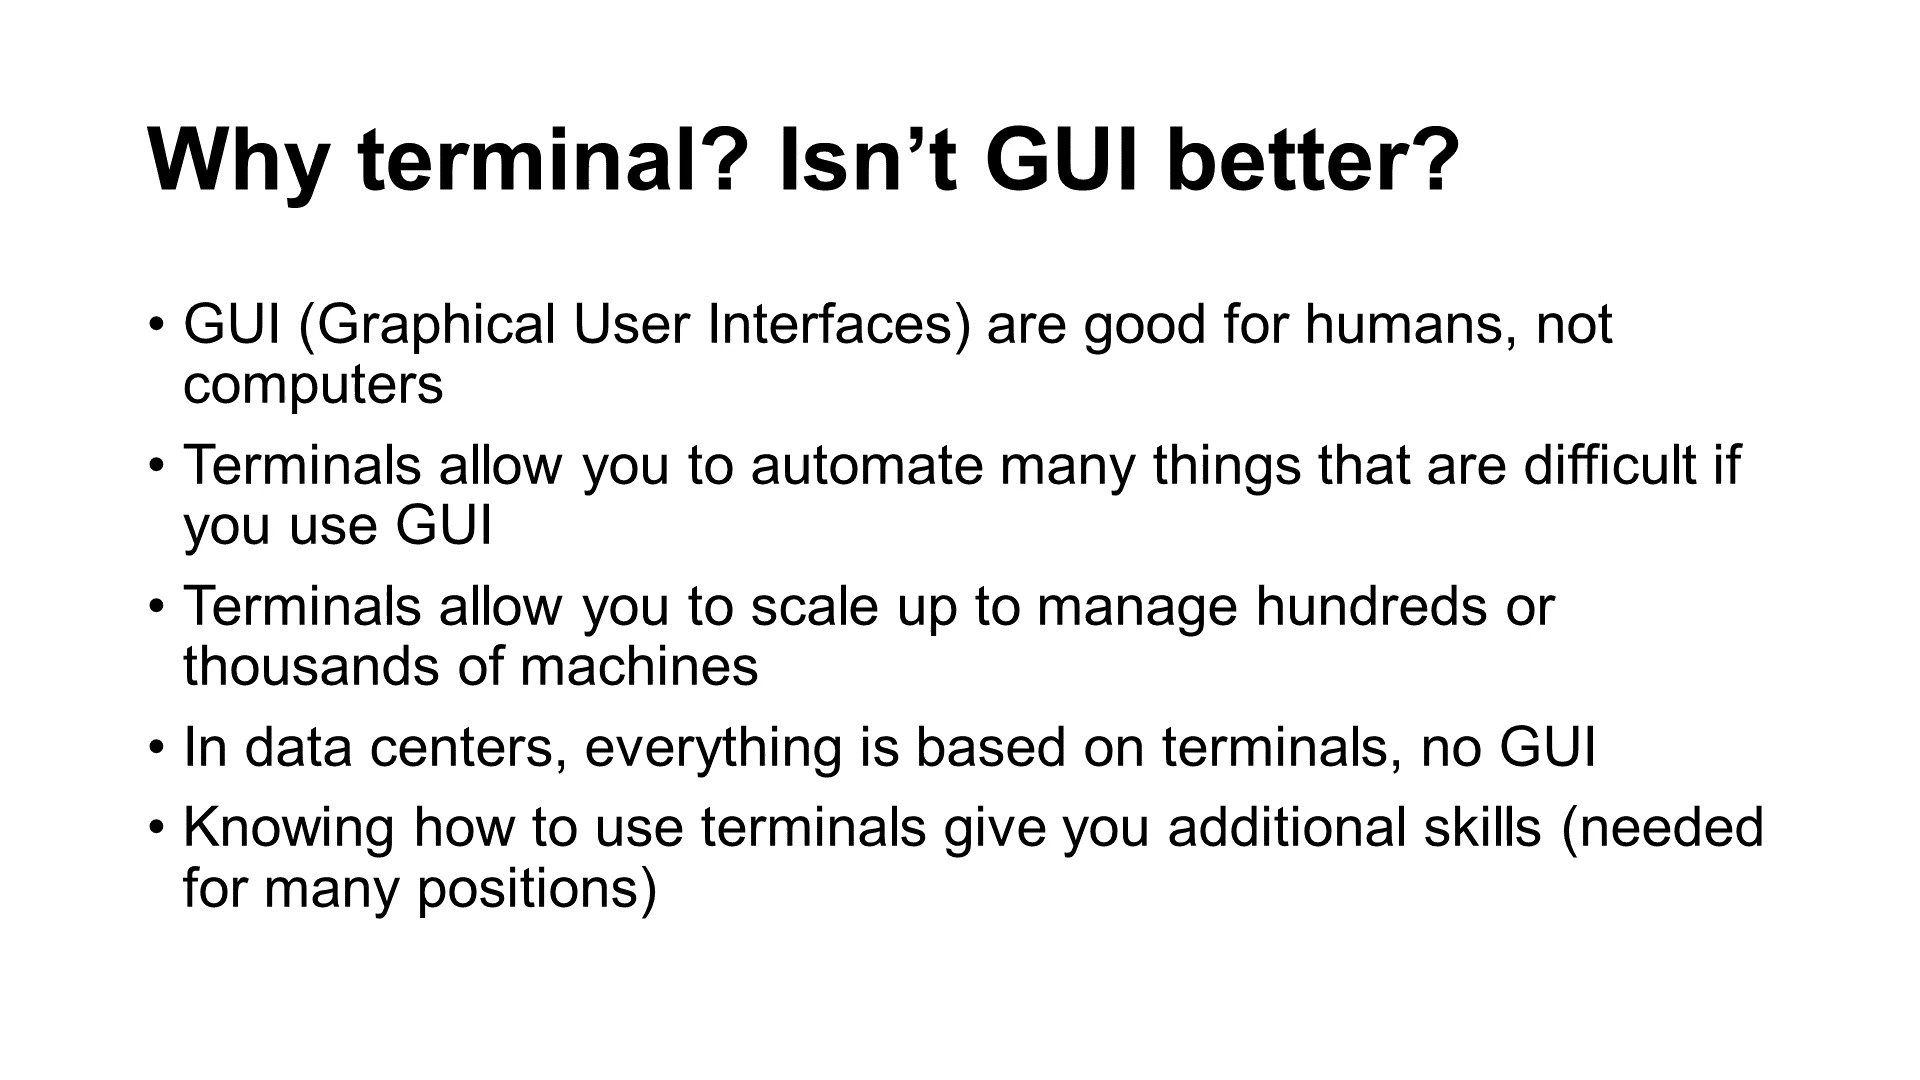 Why terminal? Isn’t GUI better?
• GUI (Graphical User Interfaces) are good for humans, not
computers
• Terminals allow you to automate many things that are difficult if
you use GUI
• Terminals allow you to scale up to manage hundreds or
thousands of machines
• In data centers, everything is based on terminals, no GUI
• Knowing how to use terminals give you additional skills (needed
for many positions)